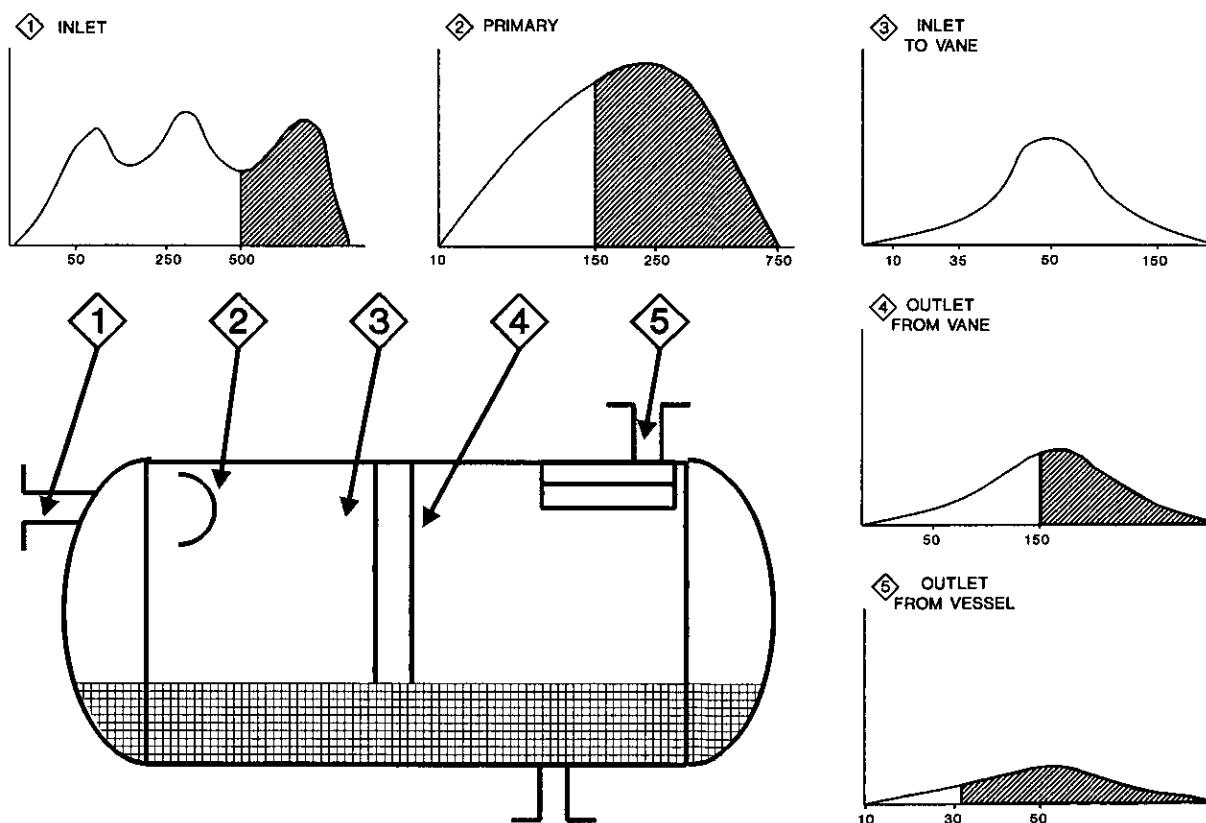 1 INLET
50 250 500
2 PRIMARY
10 150 250 750
3 INLET
TO VANE
10 35 50 150
1 2 3 4 5
4 OUTLET
FROM VANE
50 150
5 OUTLET
FROM VESSEL
10 30 50